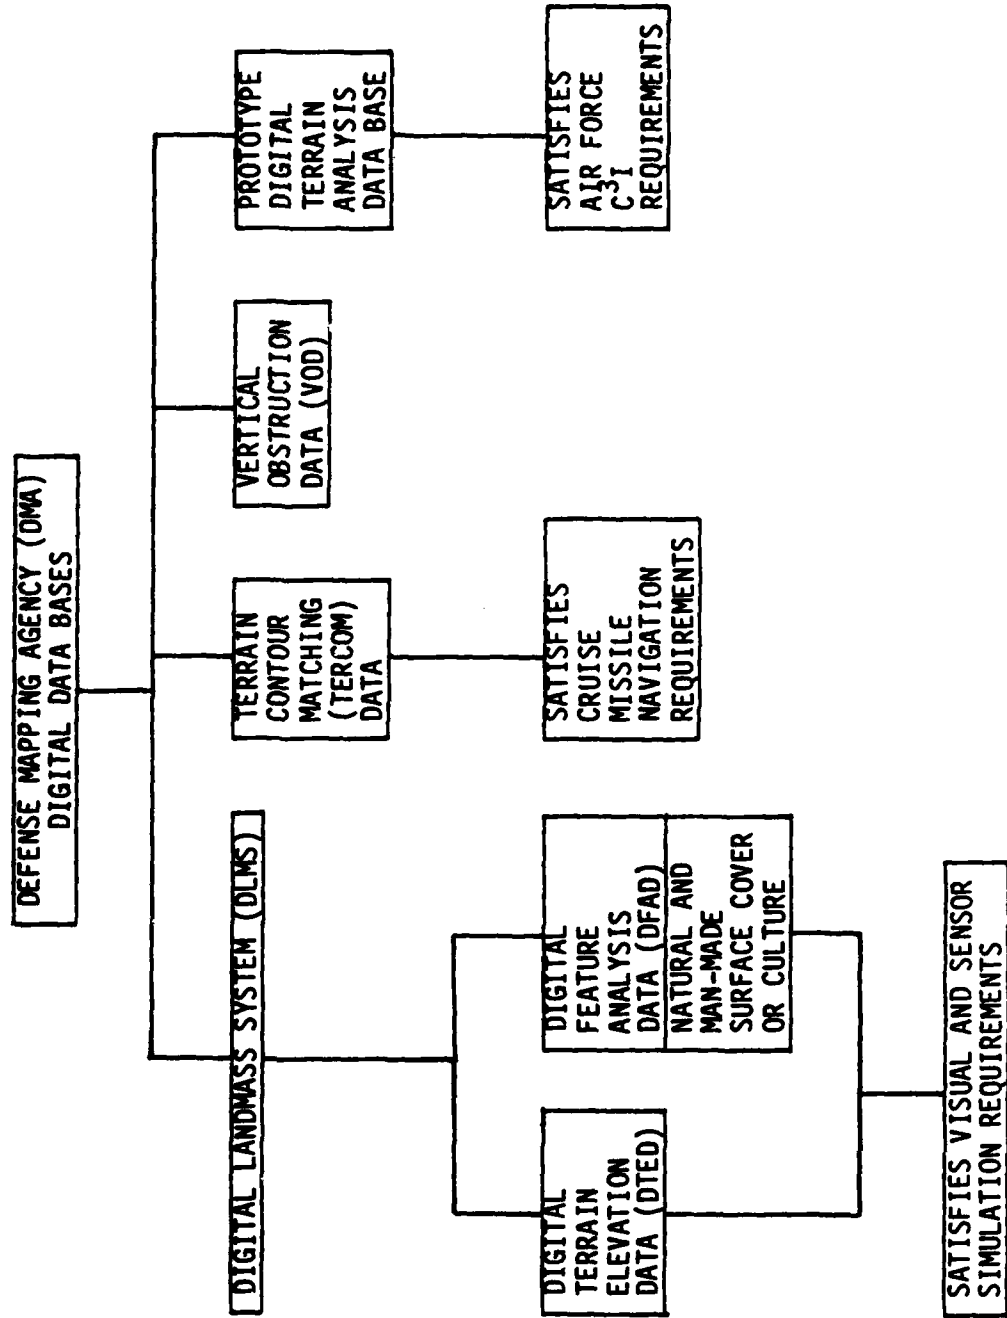 DEFENSE MAPPING AGENCY (DMA)
DIGITAL DATA BASES
DIGITAL LANDMASS SYSTEM (DLMS)
TERRAIN
CONTOUR
MATCHING
(TERCOM)
DATA
VERTICAL
OBSTRUCTION
DATA (VOD)
PROTOTYPE
DIGITAL
TERRAIN
ANALYSIS
DATA BASE
DIGITAL
TERRAIN
ELEVATION
DATA (DTED)
DIGITAL
FEATURE
ANALYSIS
DATA (DFAD)
NATURAL AND
MAN-MADE
SURFACE COVER
OR CULTURE
SATISFIES
CRUISE
MISSILE
NAVIGATION
REQUIREMENTS
SATISFIES
AIR FORCE
C³I
REQUIREMENTS
SATISFIES VISUAL AND SENSOR
SIMULATION REQUIREMENTS